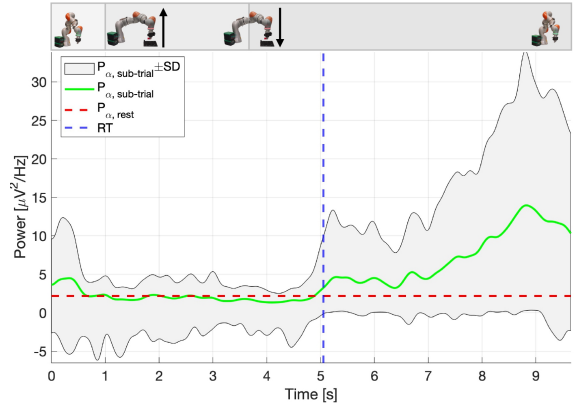 P α, sub-trial ±SD
P α, sub-trial
P α, rest
RT
Power [μV²/Hz]
30
25
20
15
10
5
0
-5
0 1 2 3 4 5 6 7 8 9
Time [s]